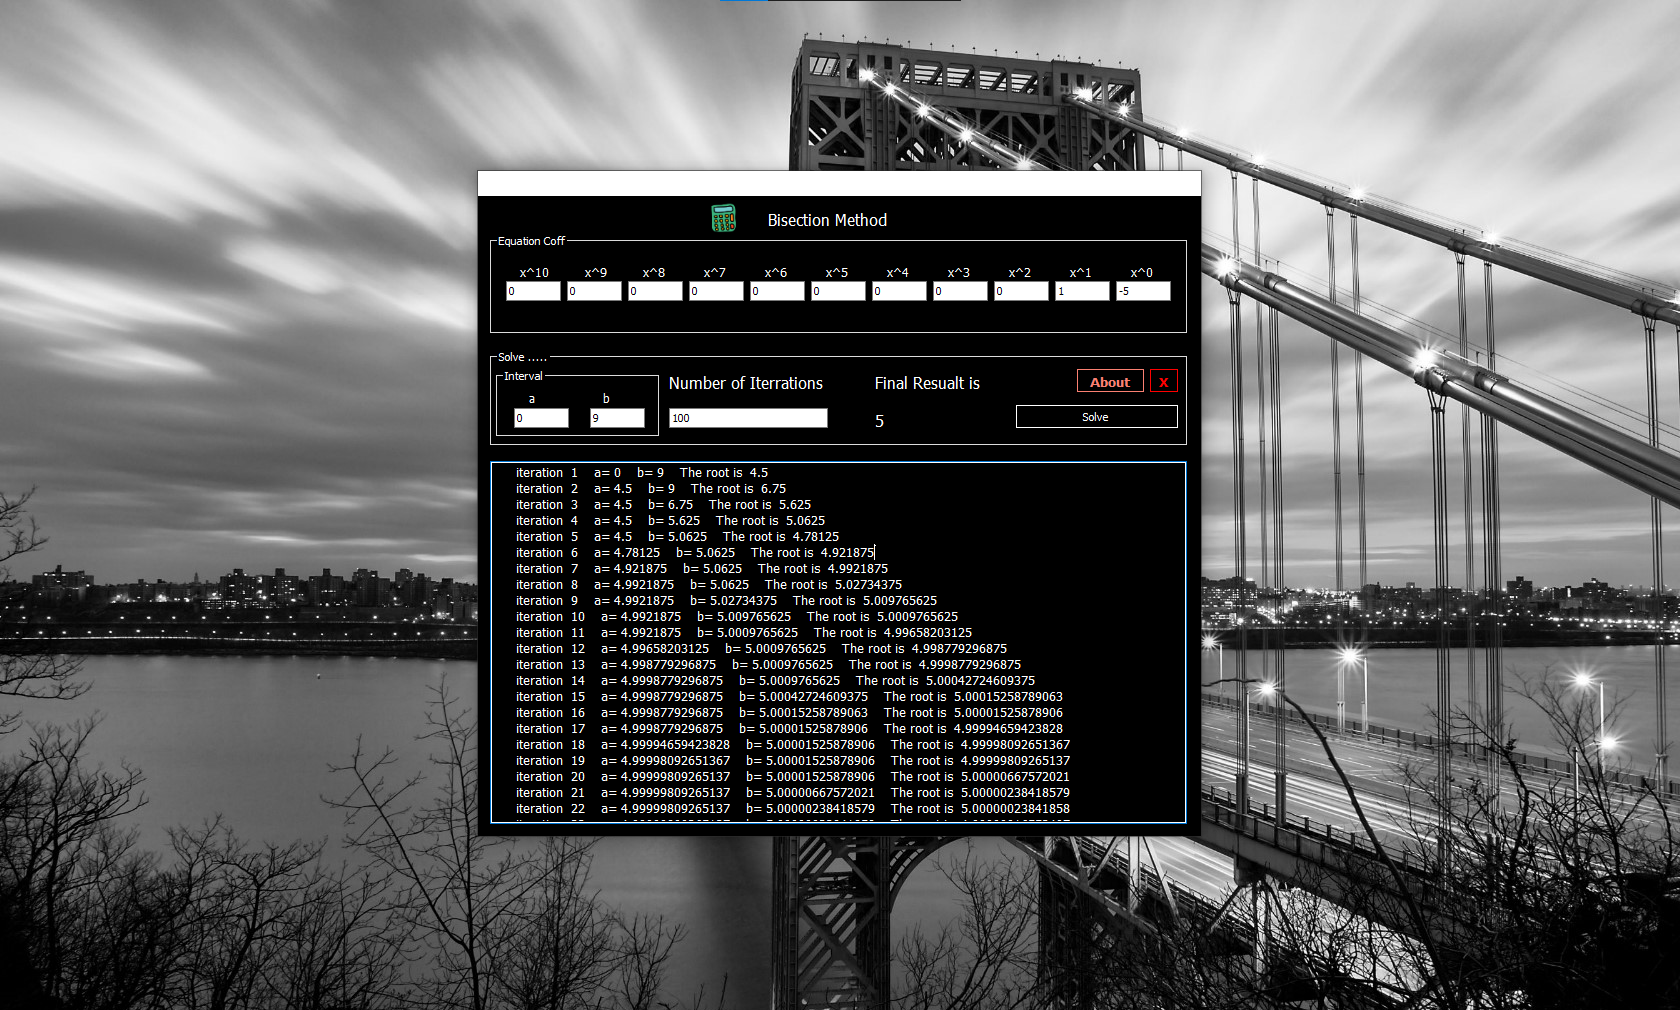 Bisection Method
Equation Coff
x^10 x^9 x^8 x^7 x^6 x^5 x^4 x^3 x^2 x^1 x^0
0 0 0 0 0 0 0 0 0 1 -5
Solve .....
Interval
a b
0 9
Number of Iterrations
100
Final Resualt is
5
About X
Solve
iteration 1 a= 0 b= 9 The root is 4.5
iteration 2 a= 4.5 b= 9 The root is 6.75
iteration 3 a= 4.5 b= 6.75 The root is 5.625
iteration 4 a= 4.5 b= 5.625 The root is 5.0625
iteration 5 a= 4.5 b= 5.0625 The root is 4.78125
iteration 6 a= 4.78125 b= 5.0625 The root is 4.921875
iteration 7 a= 4.921875 b= 5.0625 The root is 4.9921875
iteration 8 a= 4.9921875 b= 5.0625 The root is 5.02734375
iteration 9 a= 4.9921875 b= 5.02734375 The root is 5.009765625
iteration 10 a= 4.9921875 b= 5.009765625 The root is 5.0009765625
iteration 11 a= 4.9921875 b= 5.0009765625 The root is 4.99658203125
iteration 12 a= 4.99658203125 b= 5.0009765625 The root is 4.998779296875
iteration 13 a= 4.998779296875 b= 5.0009765625 The root is 4.9998779296875
iteration 14 a= 4.9998779296875 b= 5.0009765625 The root is 5.00042724609375
iteration 15 a= 4.9998779296875 b= 5.00042724609375 The root is 5.00015258789063
iteration 16 a= 4.9998779296875 b= 5.00015258789063 The root is 5.00001525878906
iteration 17 a= 4.9998779296875 b= 5.00001525878906 The root is 4.99994659423828
iteration 18 a= 4.99994659423828 b= 5.00001525878906 The root is 4.99998092651367
iteration 19 a= 4.99998092651367 b= 5.00001525878906 The root is 4.99999809265137
iteration 20 a= 4.99999809265137 b= 5.00001525878906 The root is 5.00000667572021
iteration 21 a= 4.99999809265137 b= 5.00000667572021 The root is 5.00000238418579
iteration 22 a= 4.99999809265137 b= 5.00000238418579 The root is 5.00000023841858